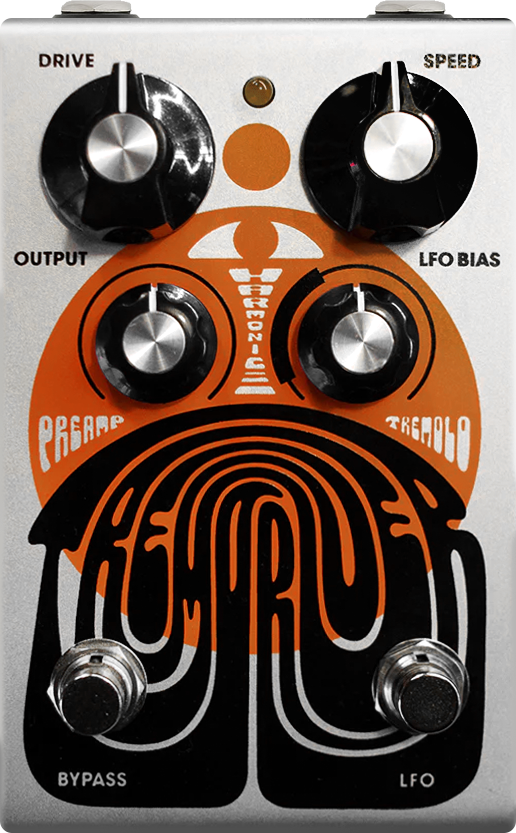 DRIVE
SPEED
OUTPUT
LFO BIAS
HARMONIC
PREAMP
TREMOLO
BYPASS
LFO